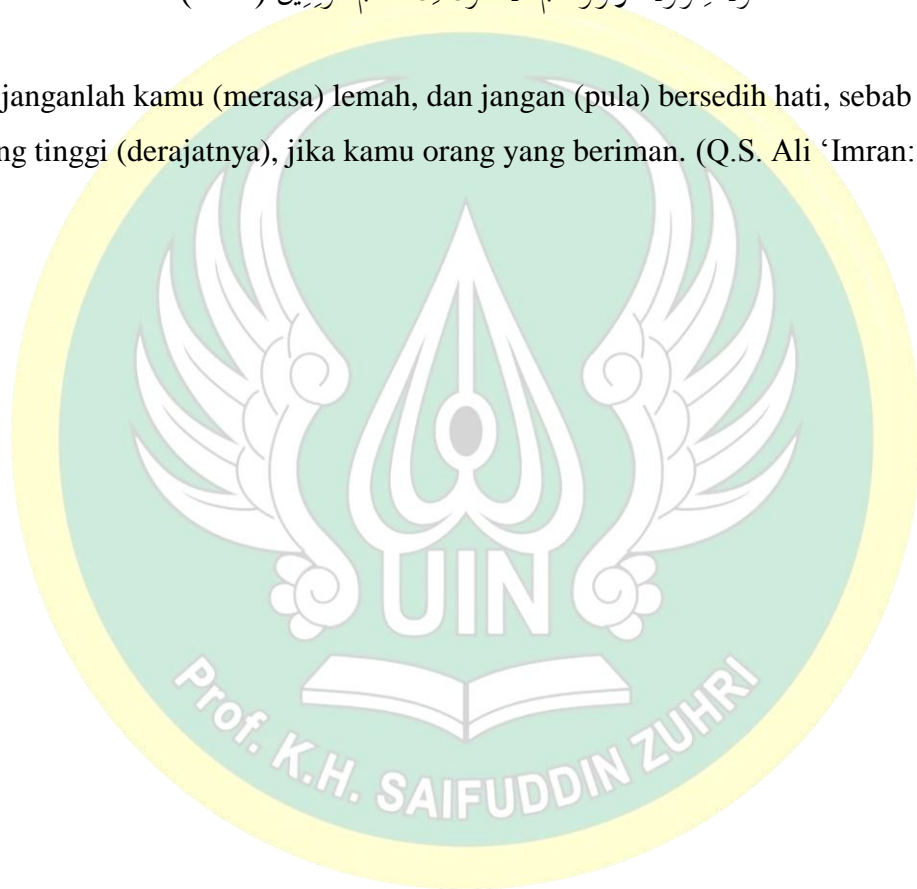 janganlah kamu (merasa) lemah, dan jangan (pula) bersedih hati, sebab
ng tinggi (derajatnya), jika kamu orang yang beriman. (Q.S. Ali ‘Imran:
UIN
Prof. K.H. SAIFUDDIN ZUHRI